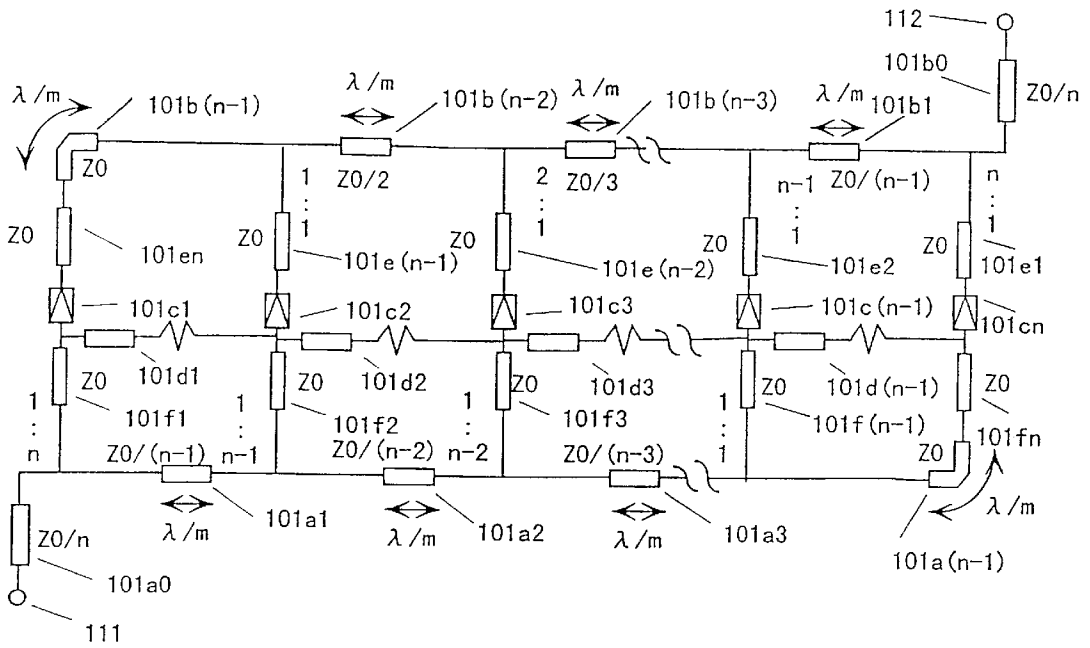 112
101b0
Z0/n
λ/m
101b(n-1)
λ/m
101b(n-2)
λ/m
101b(n-3)
λ/m
101b1
Z0
Z0/2
Z0/3
Z0/(n-1)
1:1
2:1
n-1:1
n:1
Z0
101en
Z0
101e(n-1)
Z0
101e(n-2)
Z0
101e2
Z0
101e1
101c1
101c2
101c3
101c(n-1)
101cn
101d1
101d2
101d3
101d(n-1)
Z0
101f1
Z0
101f2
Z0
101f3
Z0
101f(n-1)
Z0
101fn
1:n
1:n-1
1:n-2
1:1
Z0/(n-1)
Z0/(n-2)
Z0/(n-3)
Z0
λ/m
101a1
λ/m
101a2
λ/m
101a3
λ/m
101a(n-1)
Z0/n
101a0
111